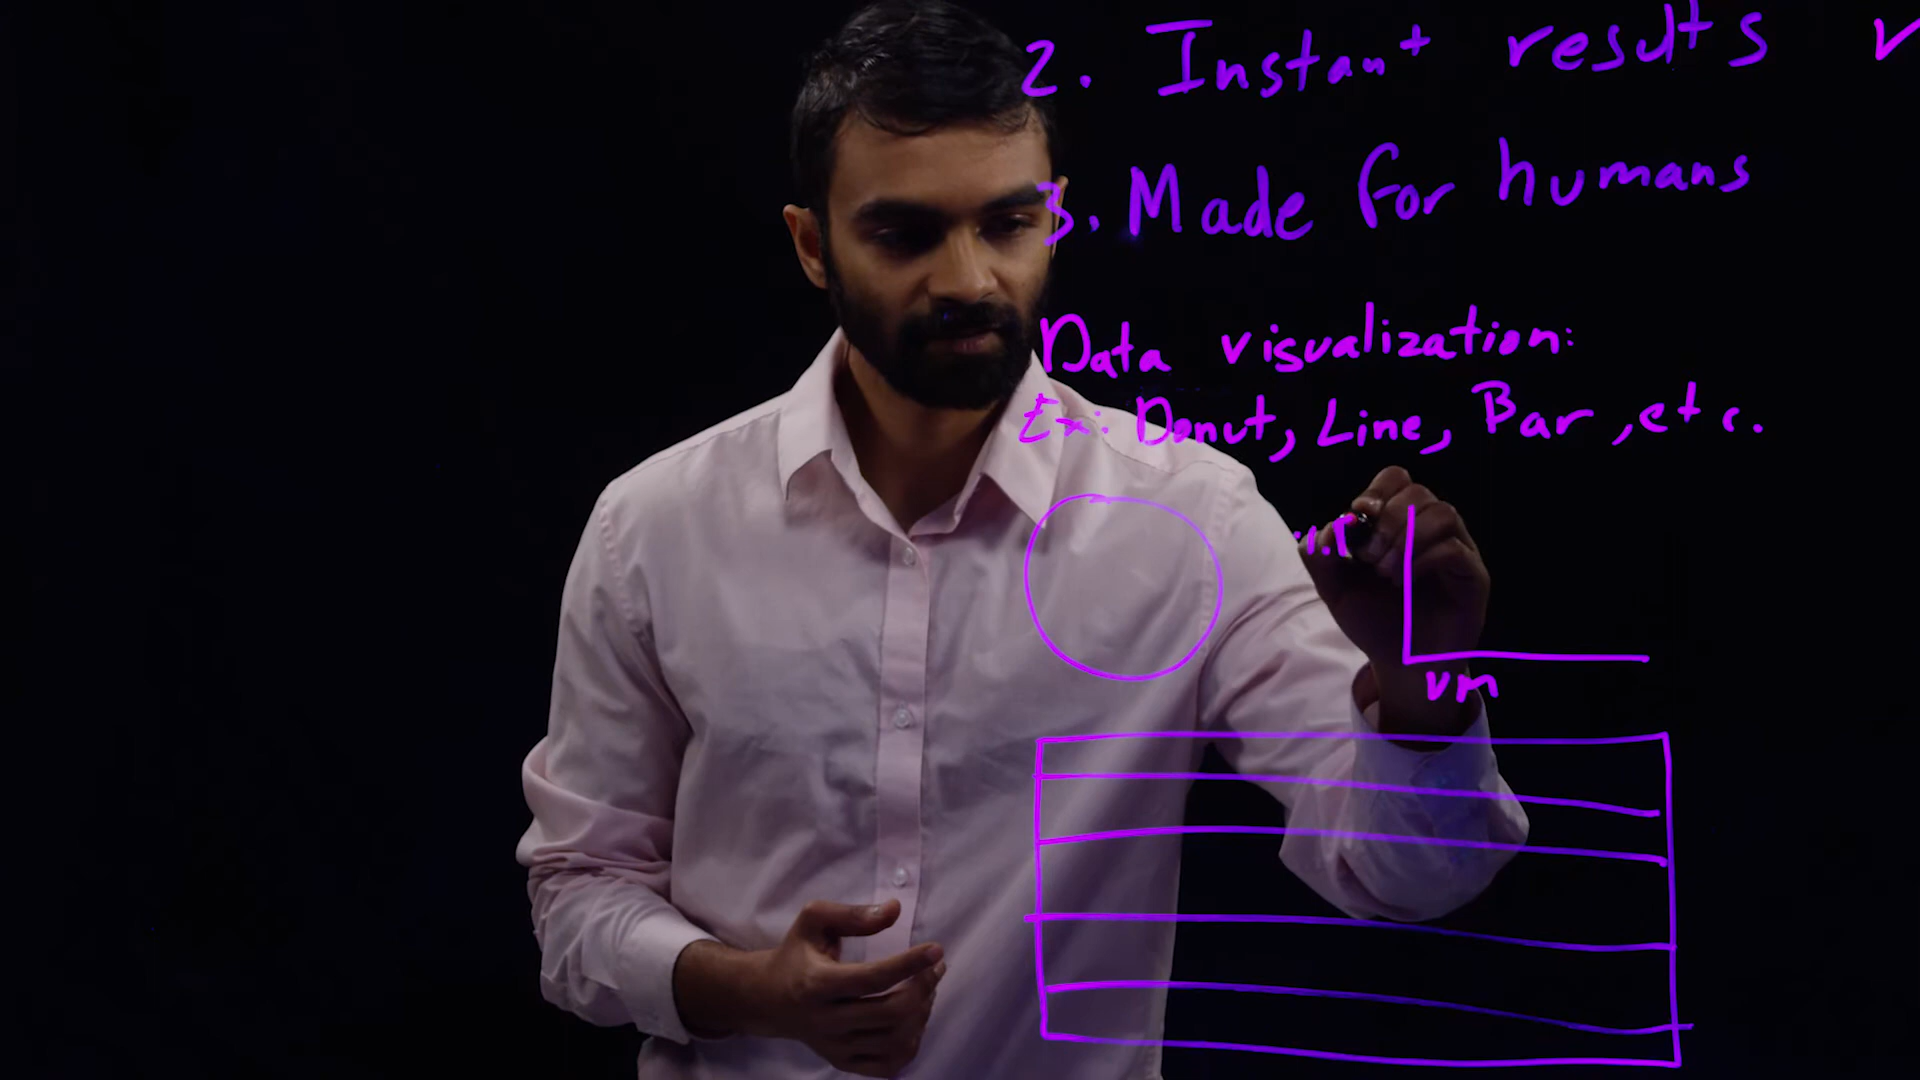 2. Instant results
3. Made for humans
Data visualization:
Ex: Donut, Line, Bar, etc.
vm